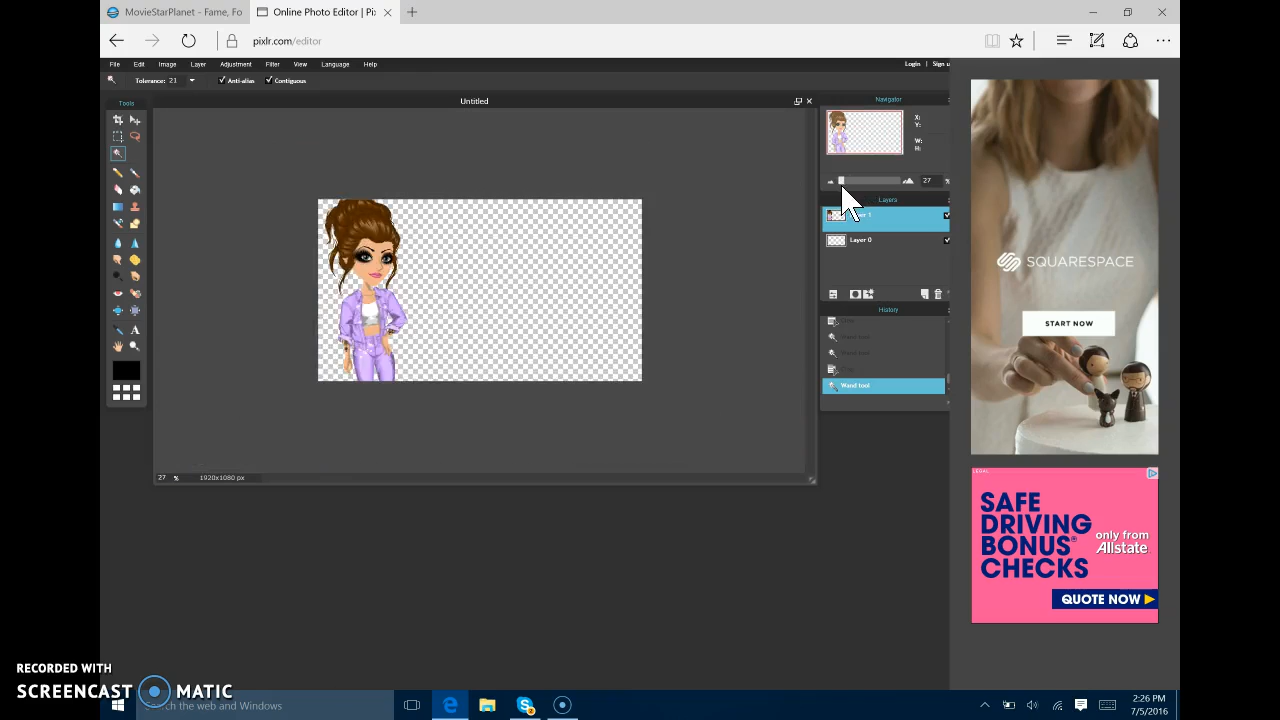 MovieStarPlanet - Fame, Fo
Online Photo Editor | Pix
pixlr.com/editor
File Edit Image Layer Adjustment Filter View Language Help
Login | Sign u
Tolerance: 21 Anti-alias Contiguous
Tools
Untitled
Navigator
X:
Y:
W:
H:
27 %
Layers
Layer 0
History
Wand tool
27 % 1920x1080 px
SQUARESPACE
START NOW
LEGAL
SAFE
DRIVING
BONUS®
CHECKS
only from
Allstate
QUOTE NOW
RECORDED WITH
SCREENCAST MATIC
Search the web and Windows
2:26 PM
7/5/2016